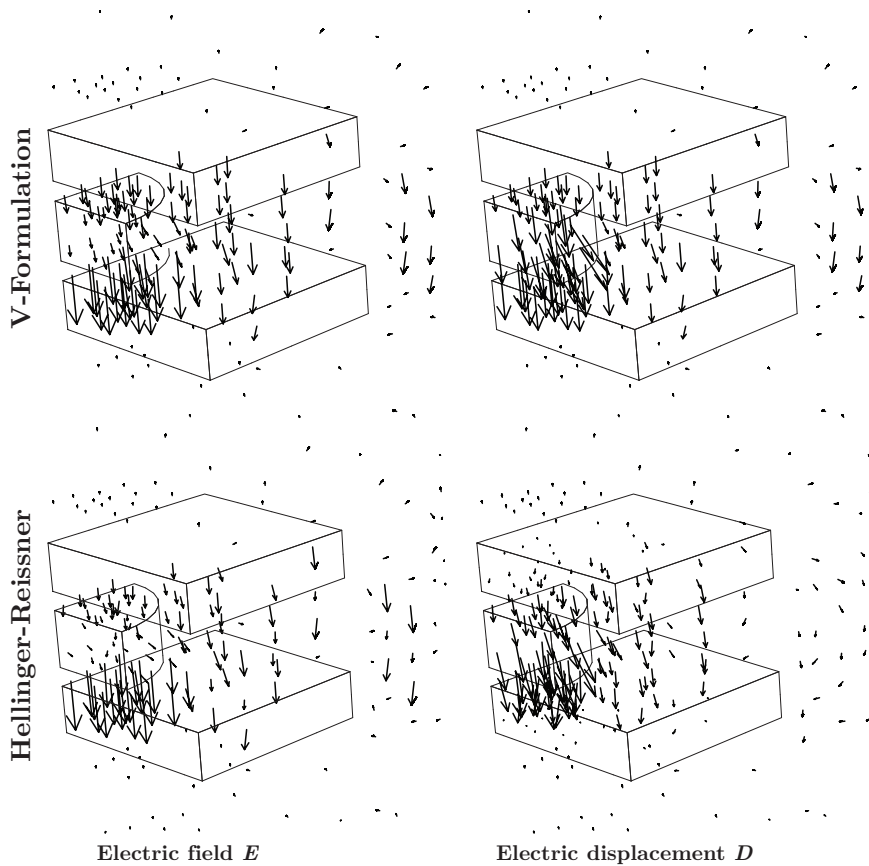 V-Formulation
Hellinger-Reissner
Electric field E
Electric displacement D